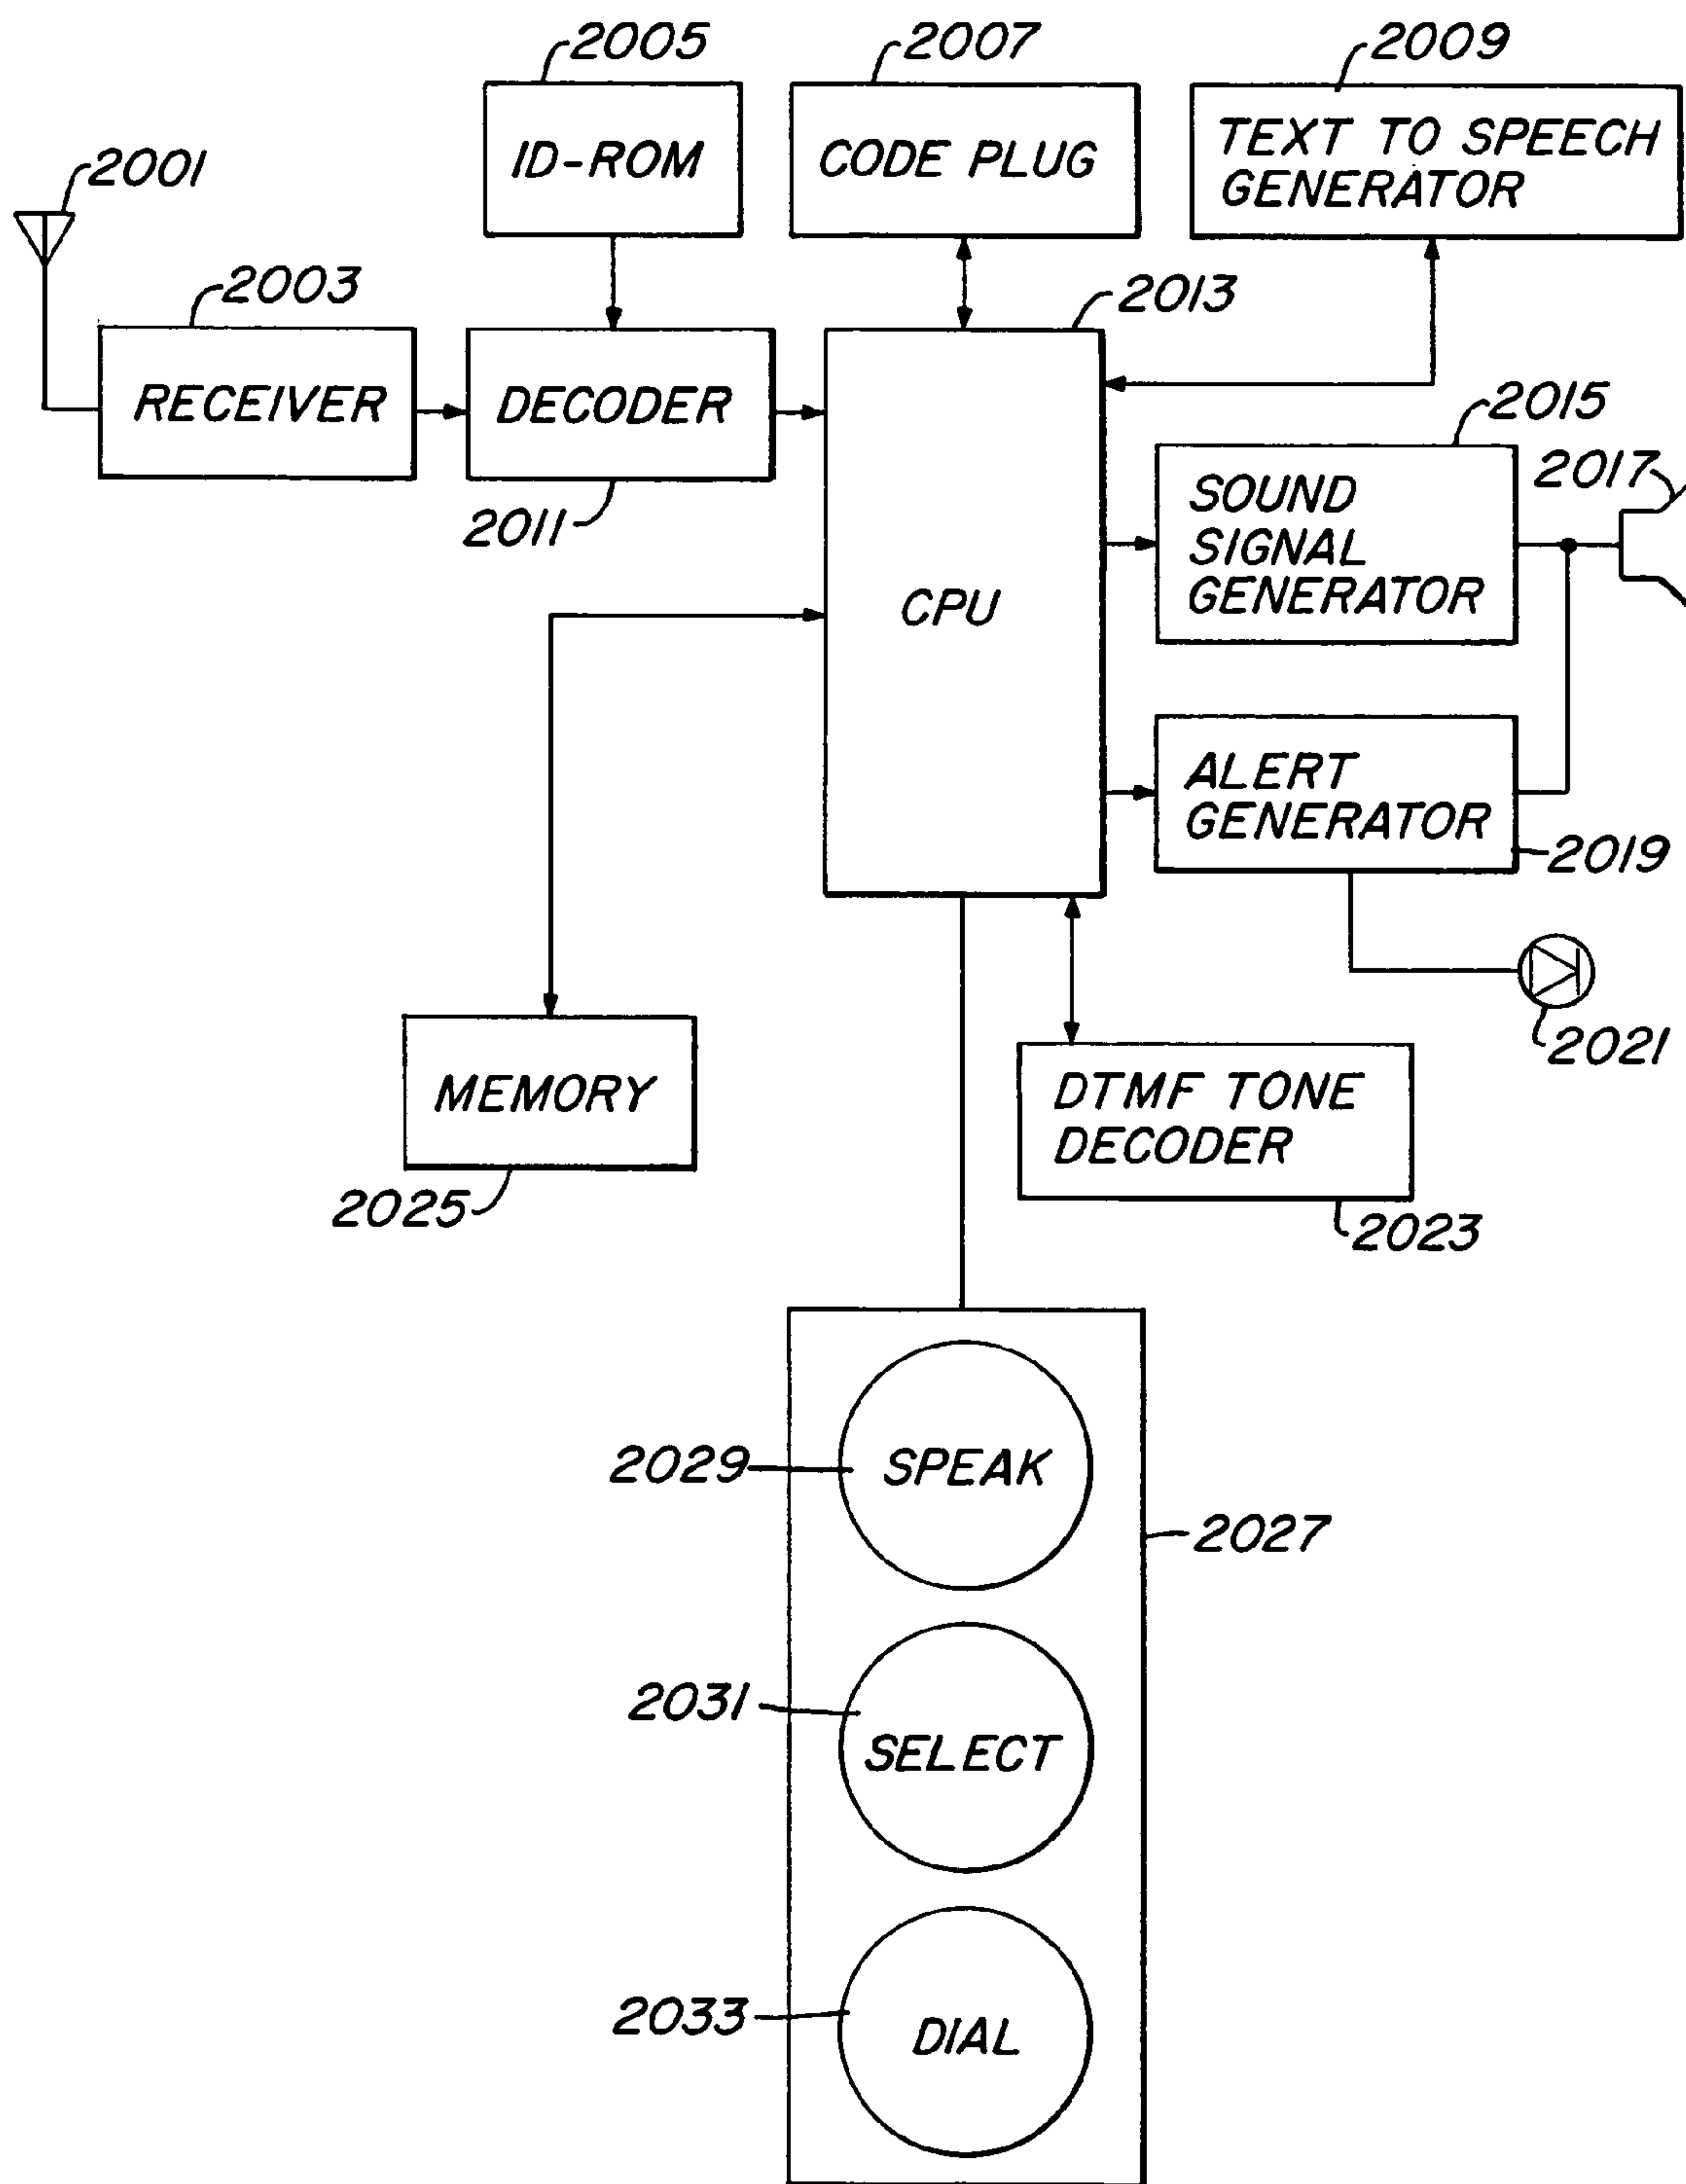 2005
2007
2009
ID-ROM
CODE PLUG
TEXT TO SPEECH
GENERATOR
2001
2003
2013
RECEIVER
DECODER
2011
CPU
2015
SOUND
SIGNAL
GENERATOR
2017
ALERT
GENERATOR
2019
2021
MEMORY
2025
DTMF TONE
DECODER
2023
2029
SPEAK
2027
2031
SELECT
2033
DIAL